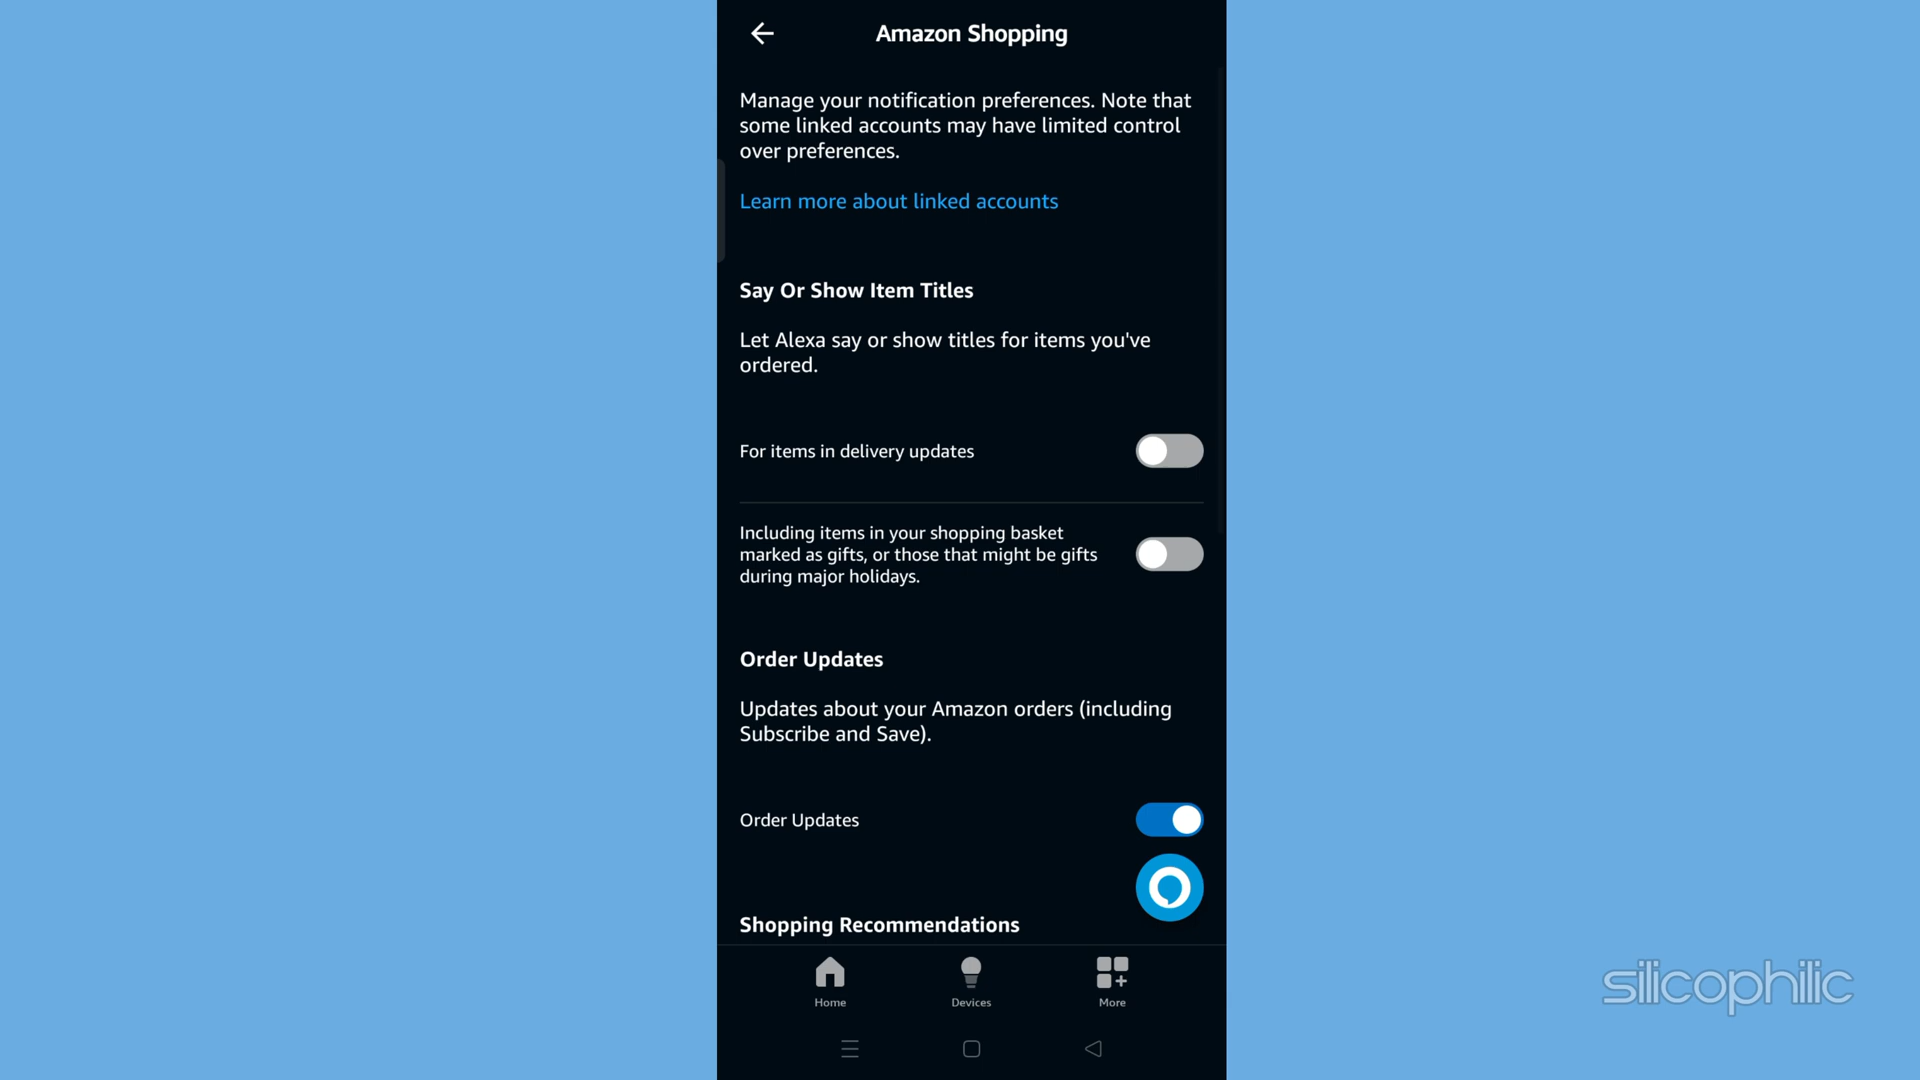 Amazon Shopping
Manage your notification preferences. Note that
some linked accounts may have limited control
over preferences.
Learn more about linked accounts
Say Or Show Item Titles
Let Alexa say or show titles for items you've
ordered.
For items in delivery updates
Including items in your shopping basket
marked as gifts, or those that might be gifts
during major holidays.
Order Updates
Updates about your Amazon orders (including
Subscribe and Save).
Order Updates
Shopping Recommendations
Home
Devices
More
silicophilic